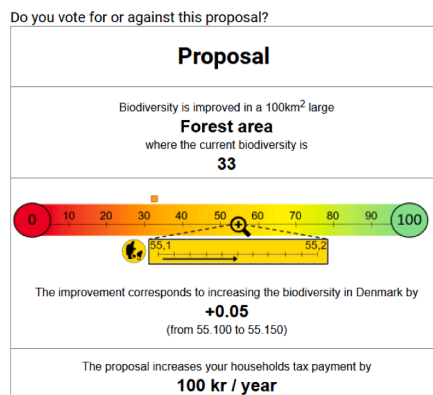 Do you vote for or against this proposal?
Proposal
Biodiversity is improved in a 100km² large
Forest area
where the current biodiversity is
33
0 10 20 30 40 50 60 70 80 90 100
55,1 55,2
The improvement corresponds to increasing the biodiversity in Denmark by
+0.05
(from 55.100 to 55.150)
The proposal increases your households tax payment by
100 kr / year